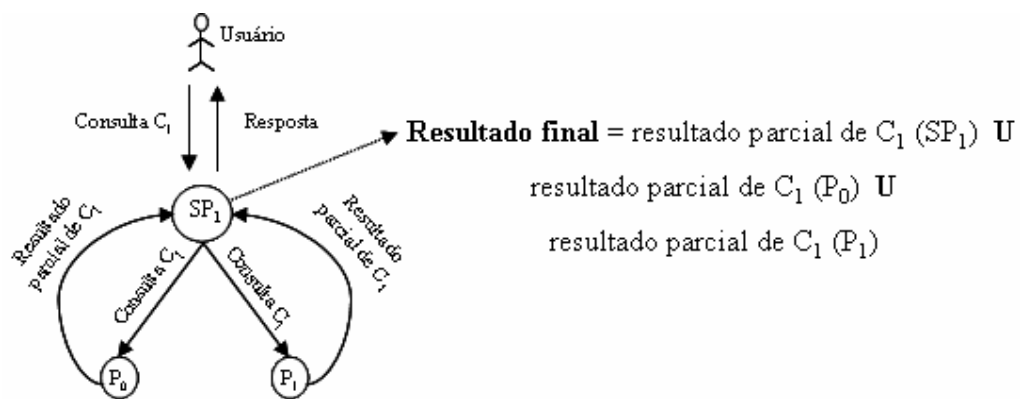 Usuário
Consulta C₁
Resposta
Resultado final = resultado parcial de C₁ (SP₁) U
resultado parcial de C₁ (P₀) U
resultado parcial de C₁ (P₁)
SP₁
Resultado
parcial de C₁
Consulta C₁
Consulta C₁
Resultado
parcial de C₁
P₀
P₁